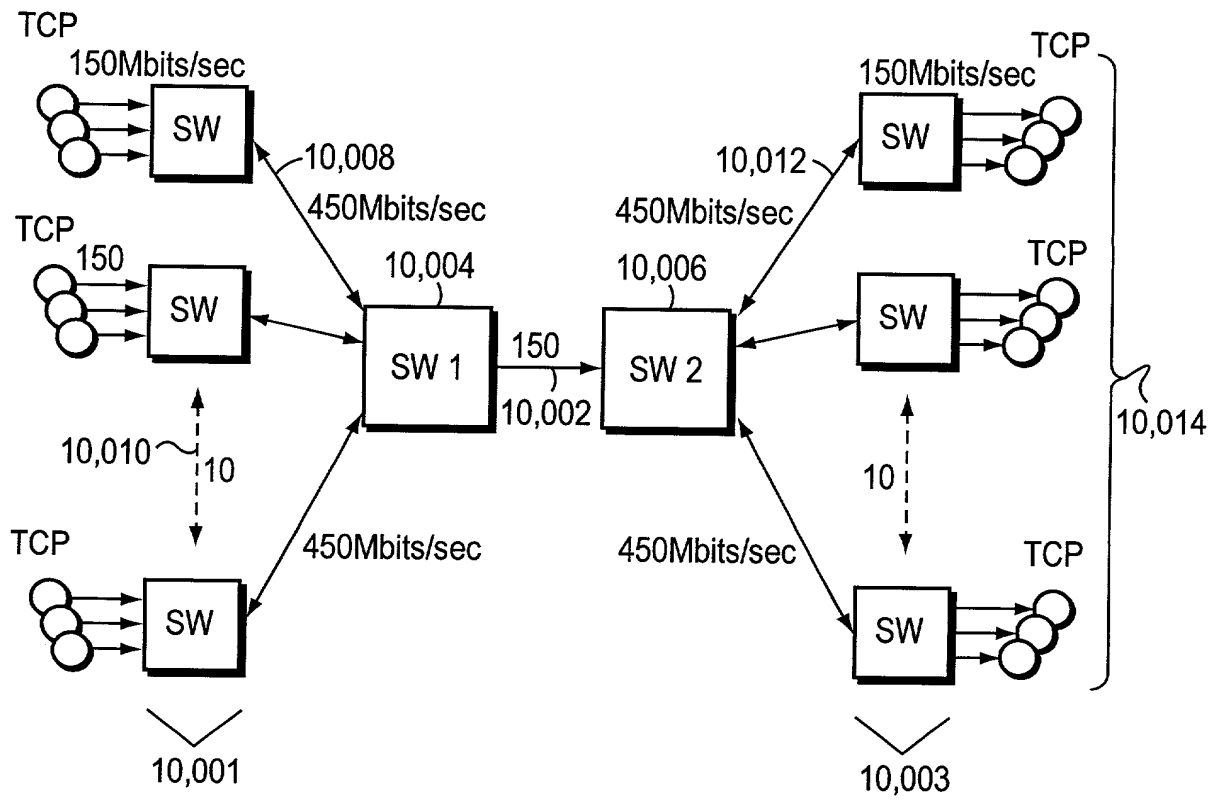 TCP
150Mbits/sec
SW
10,008
450Mbits/sec
TCP
150
SW
10,004
SW 1
150
10,002
10,010
10
TCP
450Mbits/sec
SW
10,001
TCP
150Mbits/sec
SW
10,012
450Mbits/sec
10,006
SW 2
TCP
SW
10,014
10
450Mbits/sec
TCP
SW
10,003